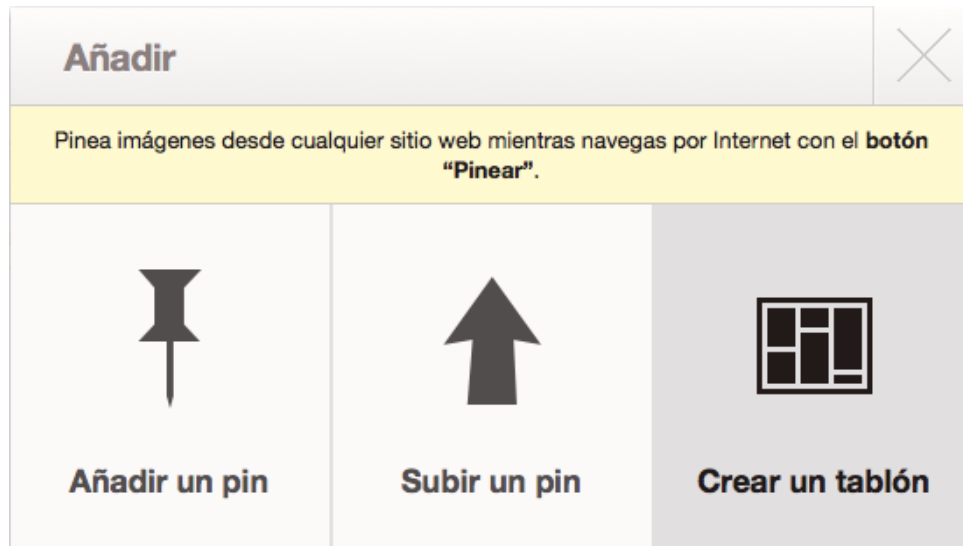 Añadir
Pinea imágenes desde cualquier sitio web mientras navegas por Internet con el botón
“Pinear”.
Añadir un pin
Subir un pin
Crear un tablón